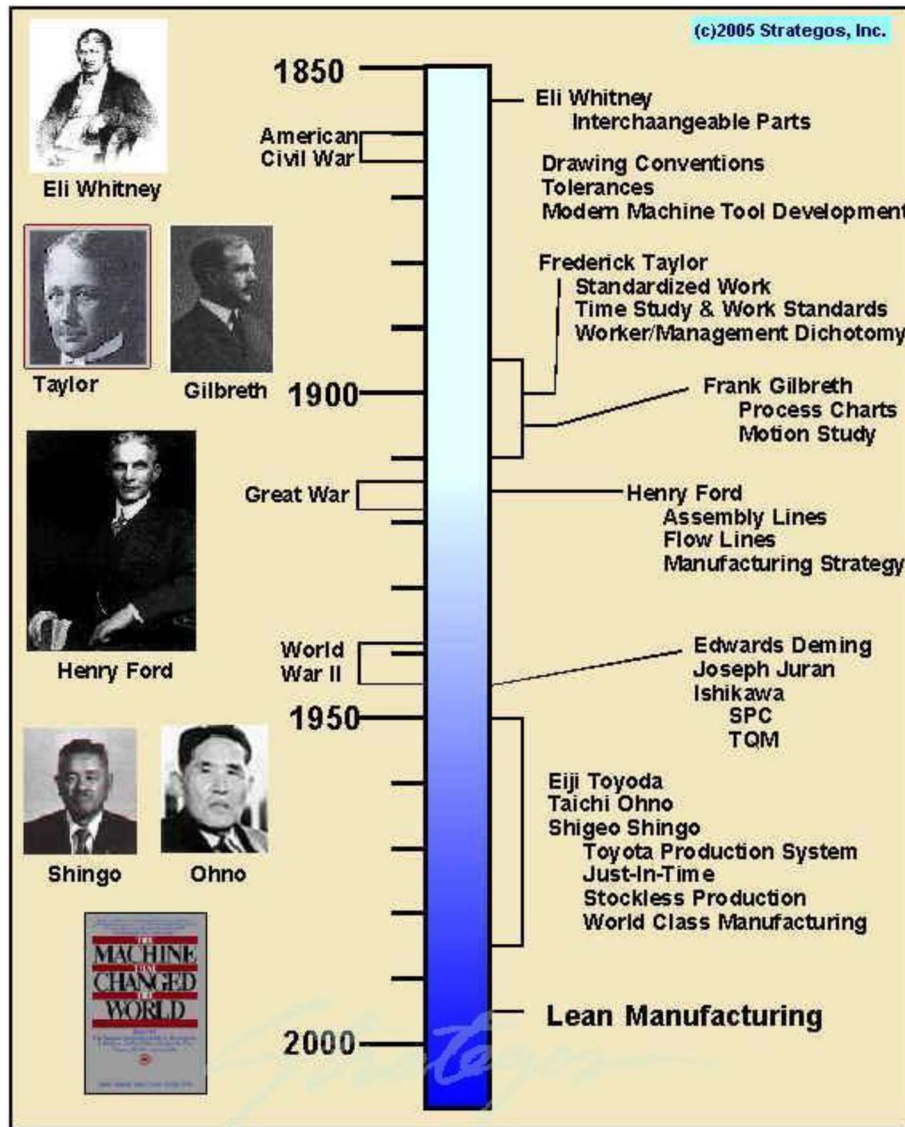 (c)2005 Strategos, Inc.
1850
Eli Whitney
Interchaangeable Parts
American
Civil War
Drawing Conventions
Tolerances
Modern Machine Tool Development
Eli Whitney
Frederick Taylor
Standardized Work
Time Study & Work Standards
Worker/Management Dichotomy
Taylor
Gilbreth
1900
Frank Gilbreth
Process Charts
Motion Study
Great War
Henry Ford
Assembly Lines
Flow Lines
Manufacturing Strategy
Henry Ford
World
War II
Edwards Deming
Joseph Juran
Ishikawa
SPC
TQM
1950
Eiji Toyoda
Taichi Ohno
Shigeo Shingo
Toyota Production System
Just-In-Time
Stockless Production
World Class Manufacturing
Shingo
Ohno
THE
MACHINE
THAT
CHANGED
THE
WORLD
Lean Manufacturing
2000
Strategos